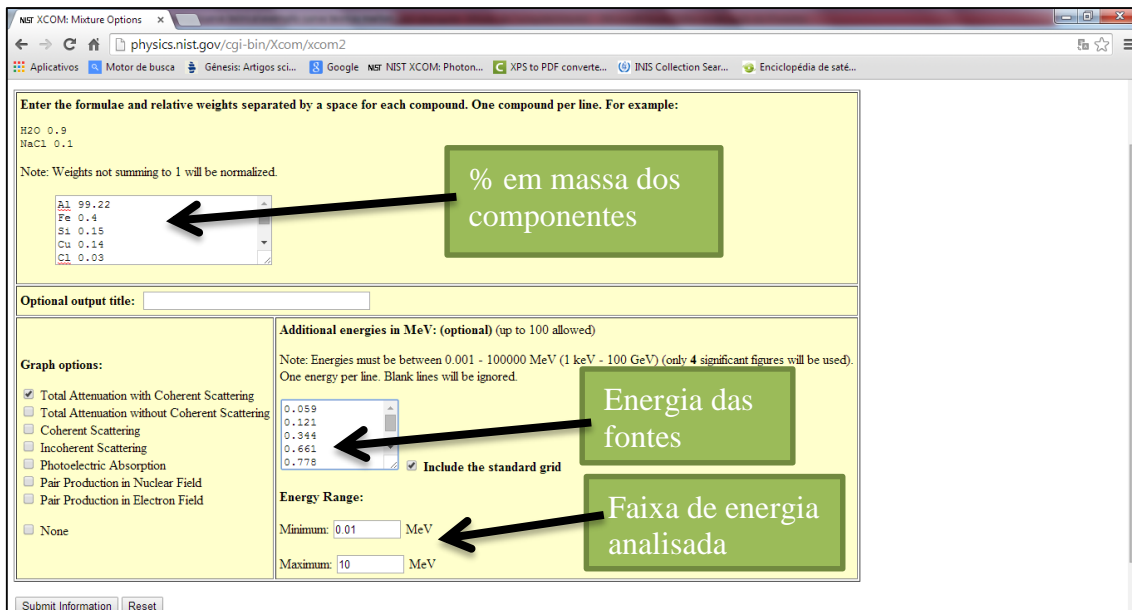 NIST XCOM: Mixture Options ×
physics.nist.gov/cgi-bin/Xcom/xcom2
Aplicativos Motor de busca Génesis: Artigos sci... Google NIST NIST XCOM: Photon... XPS to PDF converte... INIS Collection Sear... Enciclopédia de saté...
Enter the formulae and relative weights separated by a space for each compound. One compound per line. For example:
H2O 0.9
NaCl 0.1
Note: Weights not summing to 1 will be normalized.
Al 99.22
Fe 0.4
Si 0.15
Cu 0.14
Cl 0.03
% em massa dos
componentes
Optional output title:
Graph options:
Total Attenuation with Coherent Scattering
Total Attenuation without Coherent Scattering
Coherent Scattering
Incoherent Scattering
Photoelectric Absorption
Pair Production in Nuclear Field
Pair Production in Electron Field
None
Additional energies in MeV: (optional) (up to 100 allowed)
Note: Energies must be between 0.001 - 100000 MeV (1 keV - 100 GeV) (only 4 significant figures will be used).
One energy per line. Blank lines will be ignored.
0.059
0.121
0.344
0.661
0.778
Include the standard grid
Energia das
fontes
Energy Range:
Minimum: 0.01 MeV
Maximum: 10 MeV
Faixa de energia
analisada
Submit Information Reset